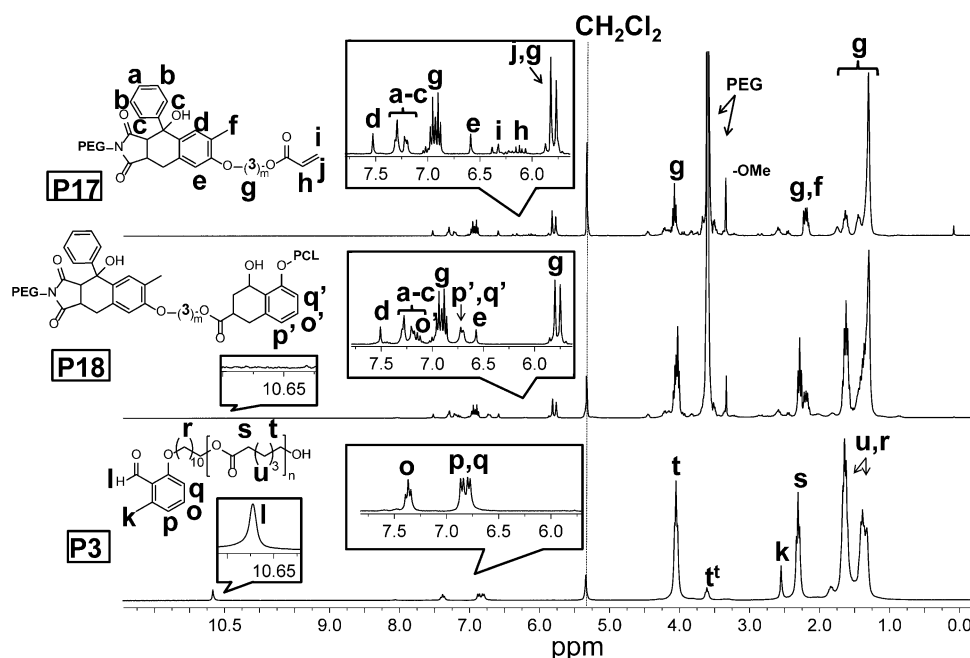 CH2Cl2
a
b
b
c
OH
c
d
f
O
N
PEG
O
e
O
(3)m
g
O
O
i
j
h
P17
j,g
g
a-c
d
e
i
h
7.5 7.0 6.5 6.0
g
PEG
g
-OMe
g,f
OH
O
N
PEG
O
O
(3)m
O
O
OH
O
PCL
q'
o'
p'
P18
10.65
g
a-c
p',q'
d
o'
e
7.5 7.0 6.5 6.0
g
r
s
t
O
10
O
O
3
OH
n
u
O
l
H
q
o
k
p
P3
l
10.65
o
p,q
7.5 7.0 6.5 6.0
t
tt
k
s
u,r
10.5 9.0 8.0 7.0 6.0 5.0 4.0 3.0 2.0 1.0 0.0
ppm